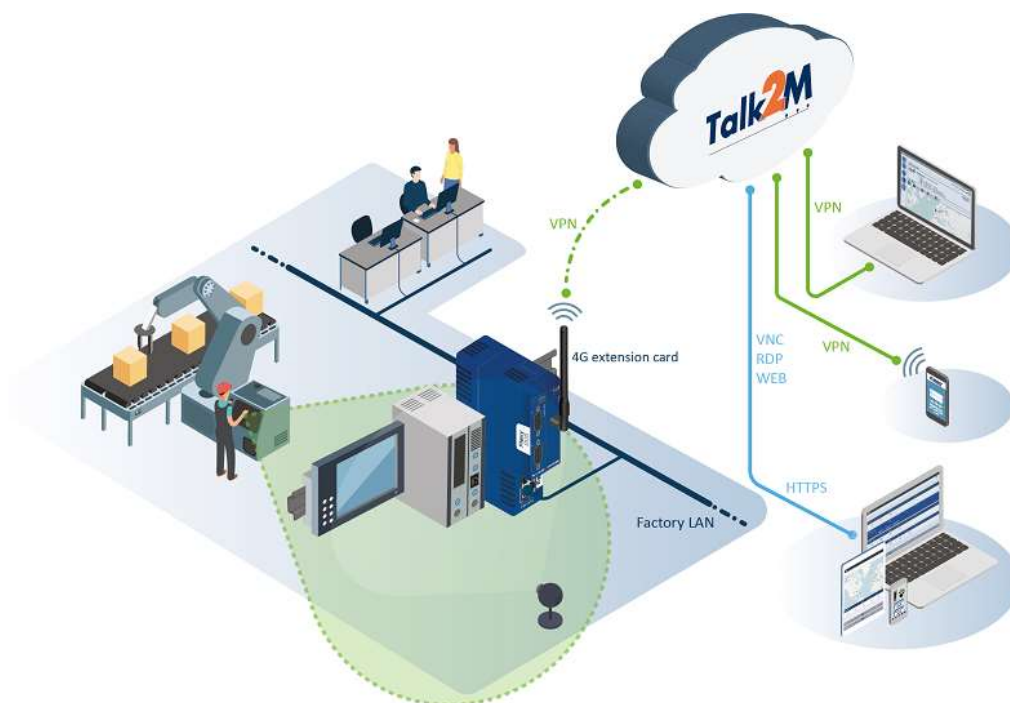 Talk2M
VPN
VPN
4G extension card
VNC
RDP
WEB
VPN
HTTPS
Factory LAN